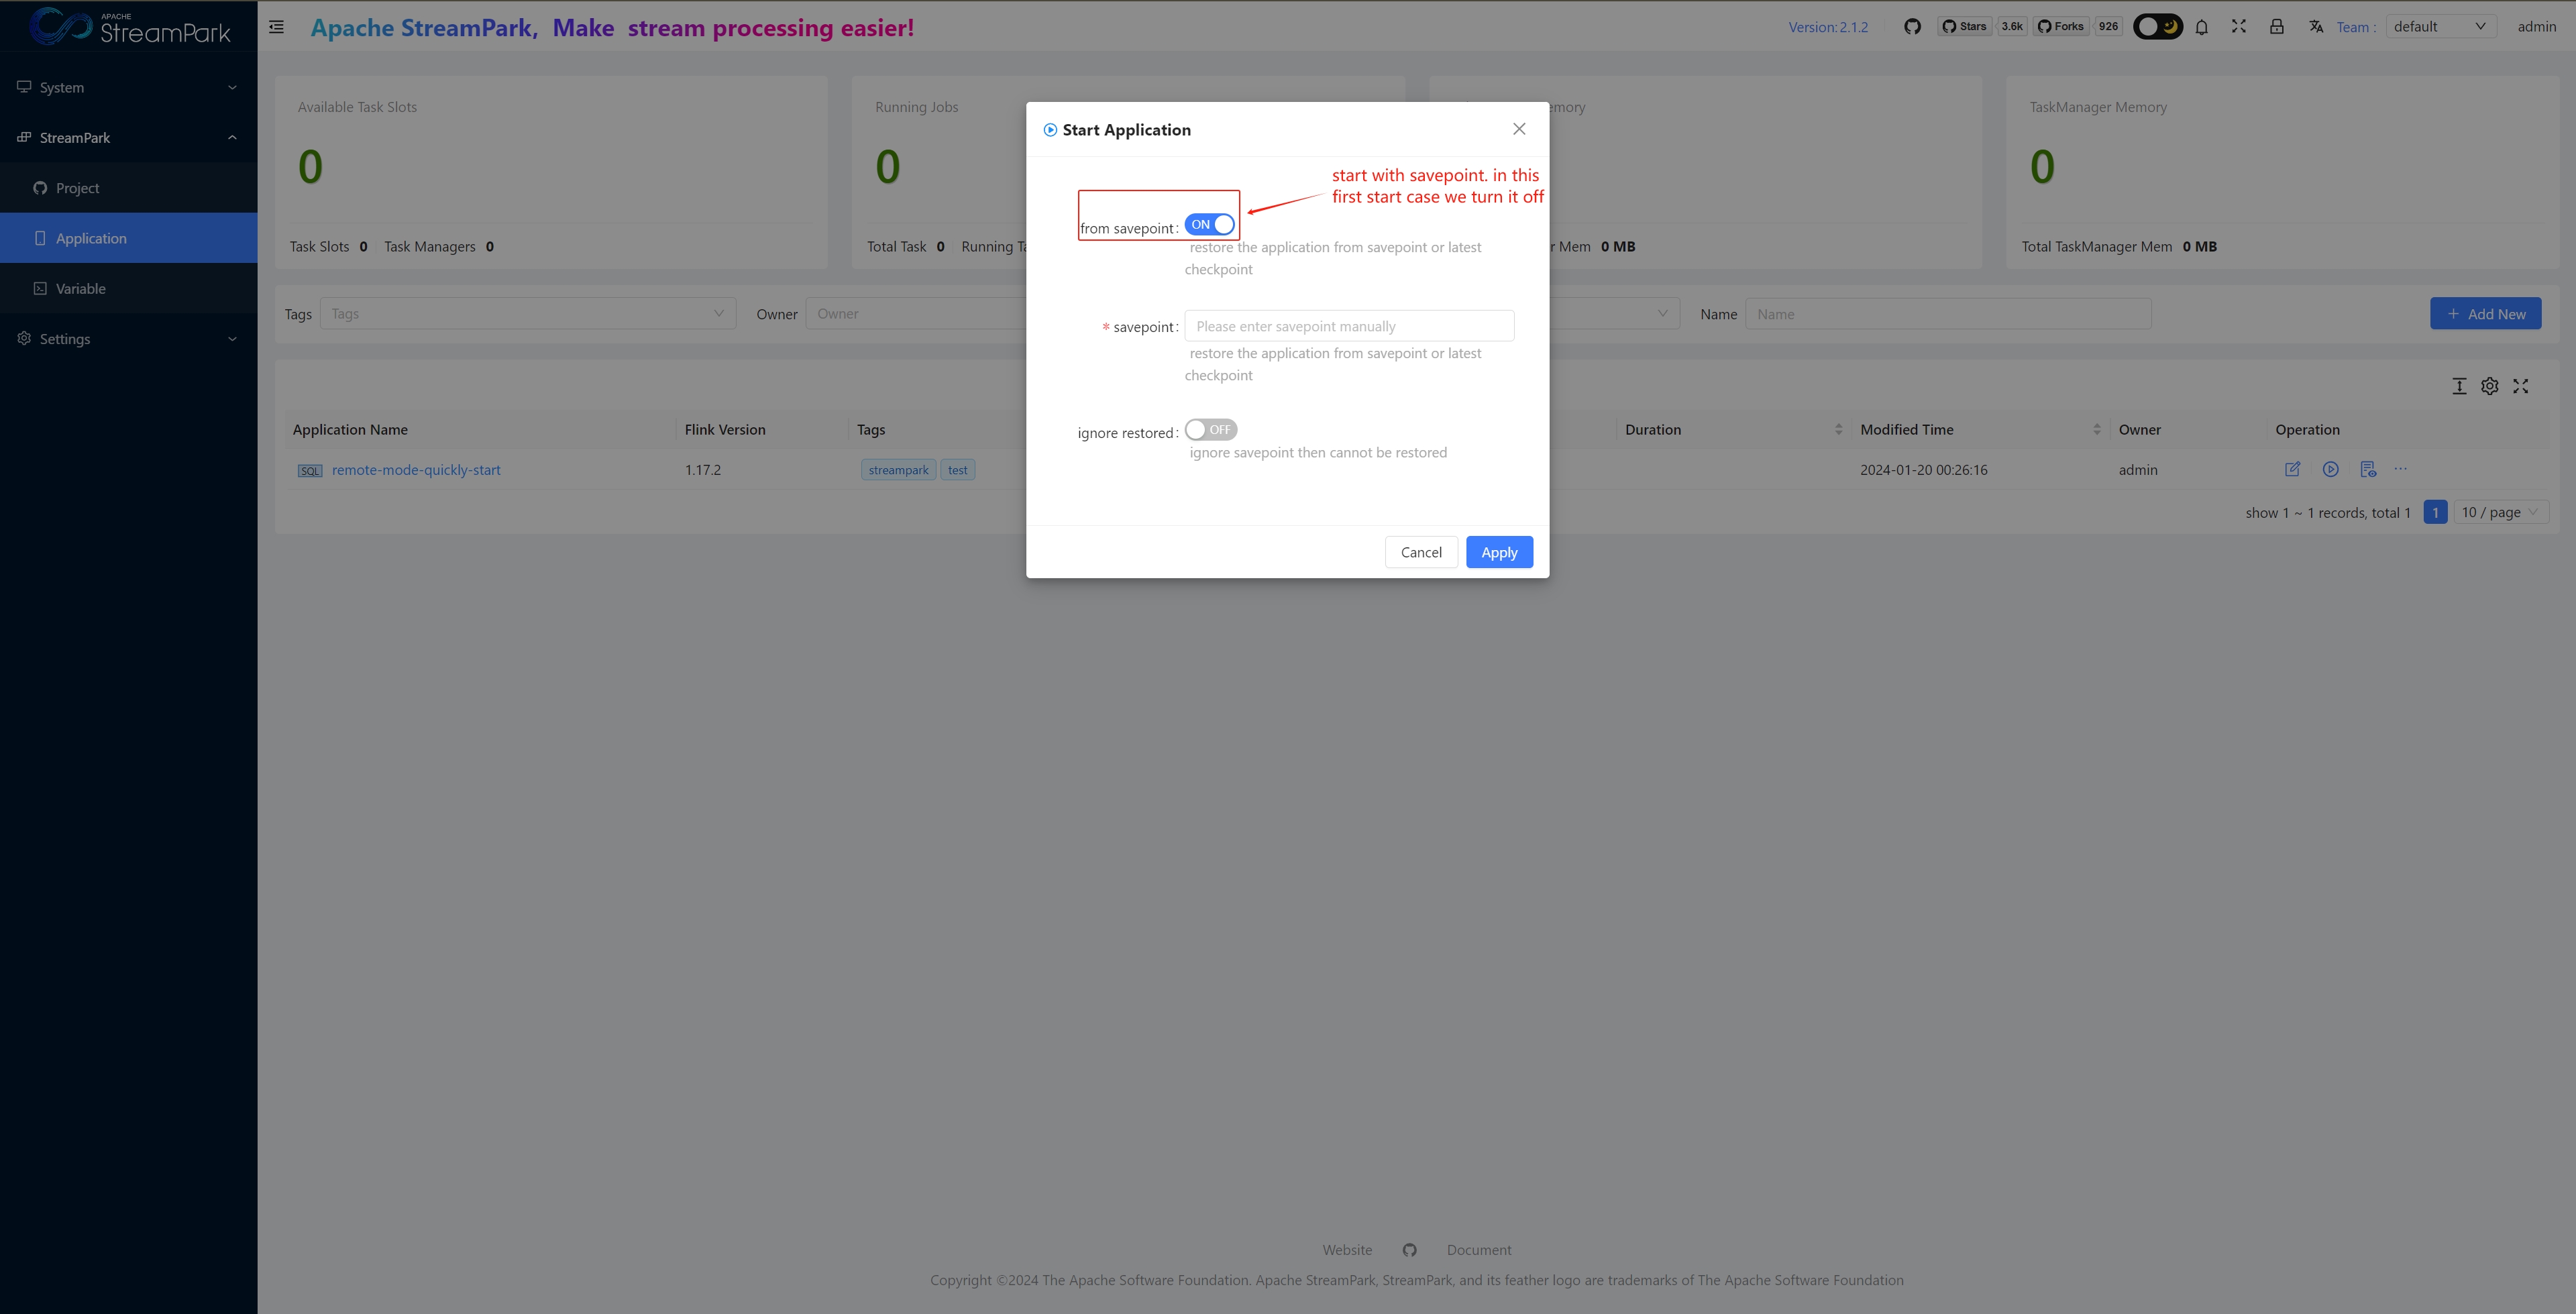 APACHE
StreamPark
Apache StreamPark, Make stream processing easier!
Version: 2.1.2
Stars 3.6k Forks 926
Team : default
admin
System
StreamPark
Project
Application
Variable
Settings
Available Task Slots
0
Task Slots 0 Task Managers 0
Running Jobs
0
Total Task 0 Running Ta
emory
r Mem 0 MB
TaskManager Memory
0
Total TaskManager Mem 0 MB
Start Application
start with savepoint. in this
first start case we turn it off
from savepoint: ON
restore the application from savepoint or latest
checkpoint
* savepoint: Please enter savepoint manually
restore the application from savepoint or latest
checkpoint
ignore restored: OFF
ignore savepoint then cannot be restored
Cancel Apply
Tags Tags Owner Owner Name Name + Add New
Application Name Flink Version Tags Duration Modified Time Owner Operation
SQL remote-mode-quickly-start 1.17.2 streampark test 2024-01-20 00:26:16 admin
show 1 ~ 1 records, total 1 1 10 / page
Website Document
Copyright ©2024 The Apache Software Foundation. Apache StreamPark, StreamPark, and its feather logo are trademarks of The Apache Software Foundation